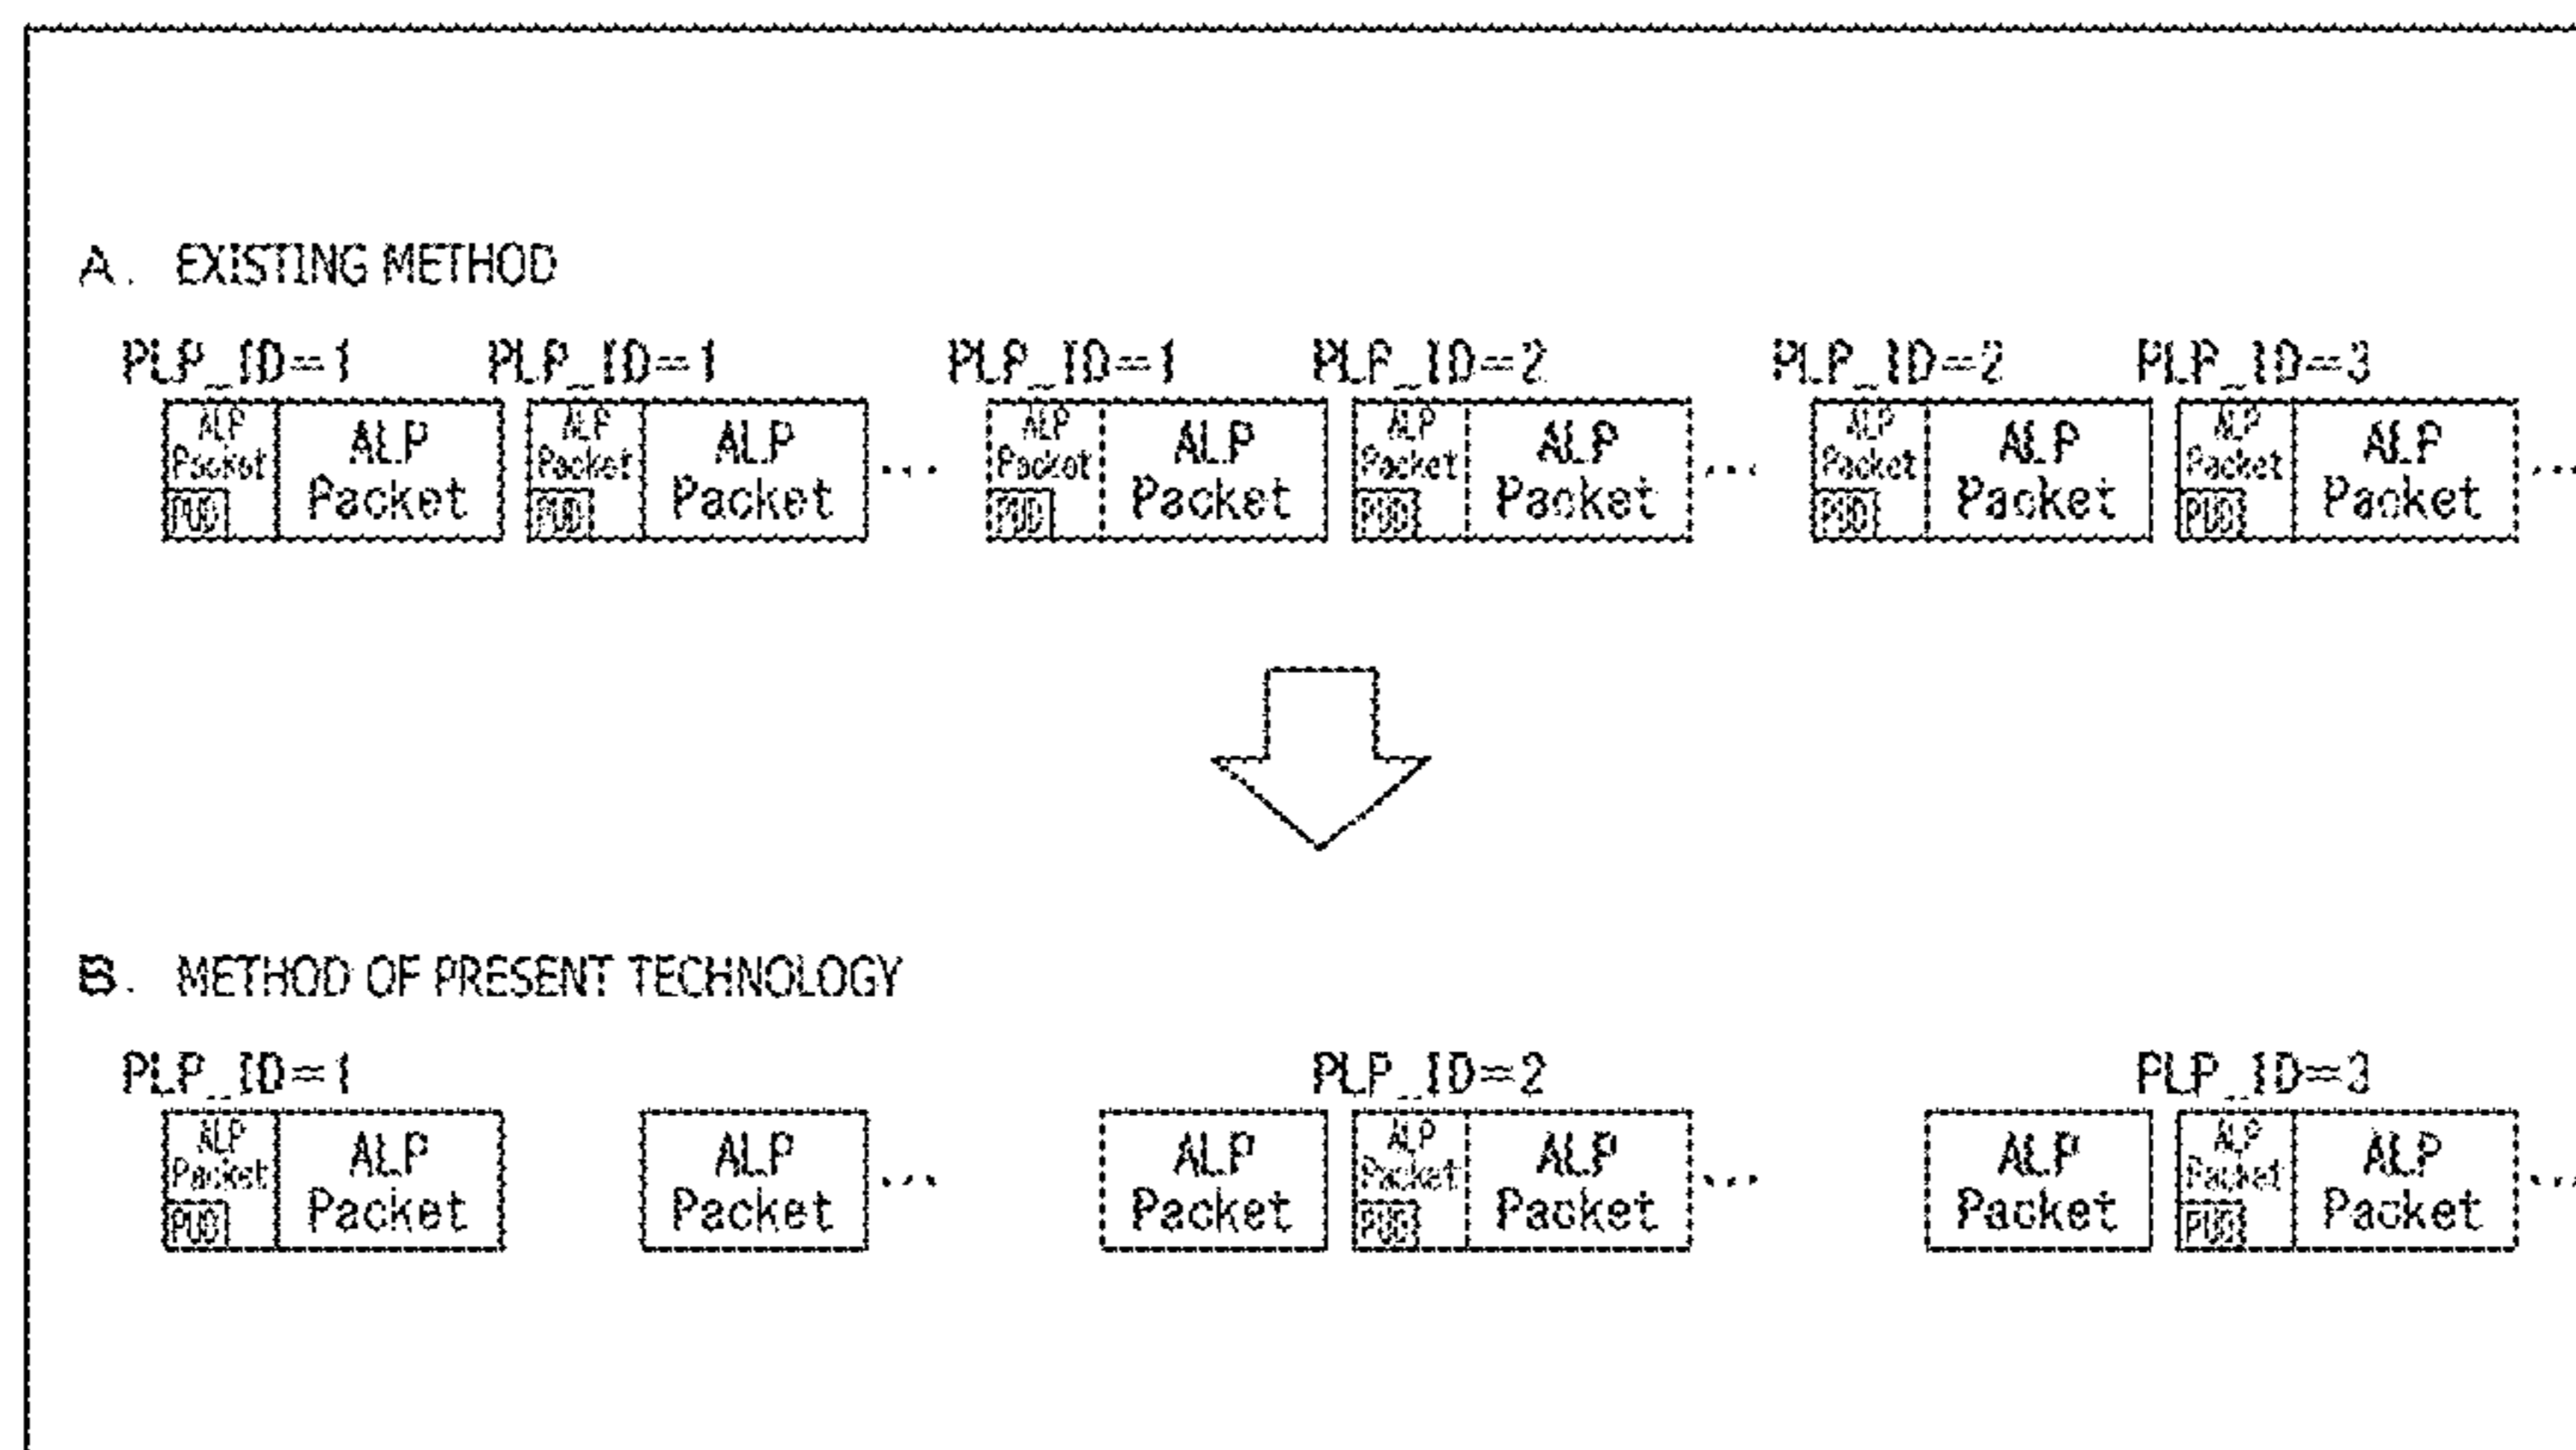 A. EXISTING METHOD
PLP_ID=1 PLP_ID=1 PLP_ID=1 PLP_ID=2 PLP_ID=2 PLP_ID=3
ALP ALP ALP ALP ALP ALP ALP ALP ALP ALP ALP ALP
Packet Packet Packet Packet ... Packet Packet Packet Packet ... Packet Packet Packet Packet ...
B. METHOD OF PRESENT TECHNOLOGY
PLP_ID=1 PLP_ID=2 PLP_ID=3
ALP ALP ALP ALP ALP ALP ALP ALP ALP
Packet Packet Packet ... Packet Packet Packet ... Packet Packet Packet ...